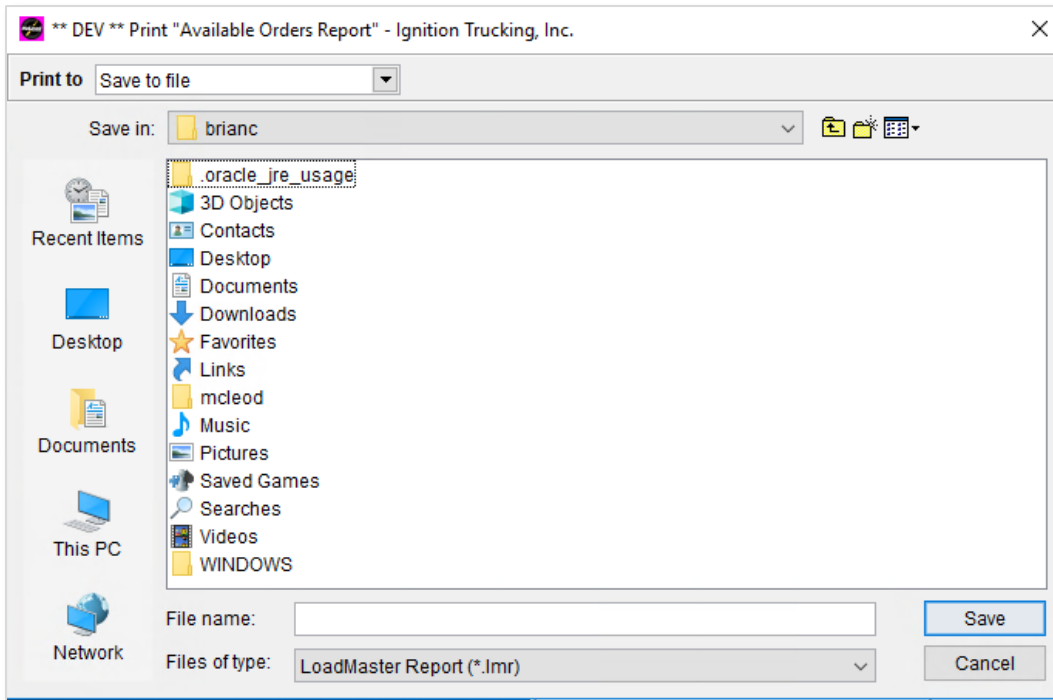 ** DEV ** Print "Available Orders Report" - Ignition Trucking, Inc.
Print to Save to file
Save in: brianc
.oracle_jre_usage
3D Objects
Contacts
Desktop
Documents
Downloads
Favorites
Links
mcleod
Music
Pictures
Saved Games
Searches
Videos
WINDOWS
Recent Items
Desktop
Documents
This PC
Network
File name: Save
Files of type: LoadMaster Report (*.lmr) Cancel